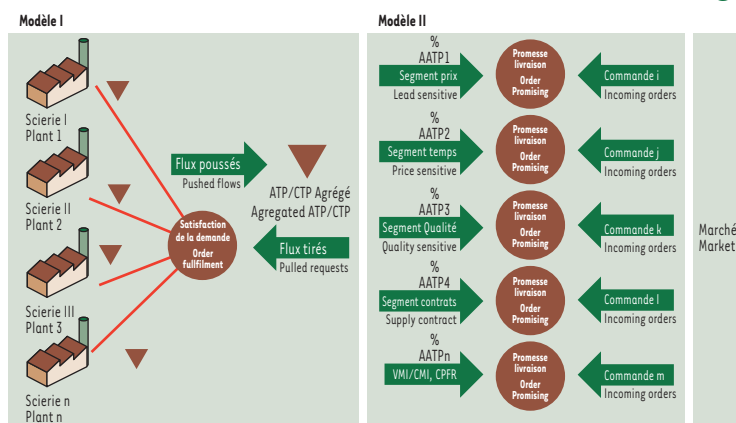 Modèle I
Scierie I
Plant 1
Scierie II
Plant 2
Scierie III
Plant 3
Scierie n
Plant n
Satisfaction
de la demande
Order
fullfilment
Flux poussés
Pushed flows
ATP/CTP Agrégé
Agregated ATP/CTP
Flux tirés
Pulled requests
Modèle II
%
AATP1
Segment prix
Lead sensitive
Promesse
livraison
Order
Promising
Commande i
Incoming orders
%
AATP2
Segment temps
Price sensitive
Promesse
livraison
Order
Promising
Commande j
Incoming orders
%
AATP3
Segment Qualité
Quality sensitive
Promesse
livraison
Order
Promising
Commande k
Incoming orders
%
AATP4
Segment contrats
Supply contract
Promesse
livraison
Order
Promising
Commande l
Incoming orders
%
AATPn
VMI/CMI, CPFR
Promesse
livraison
Order
Promising
Commande m
Incoming orders
Marché
Market